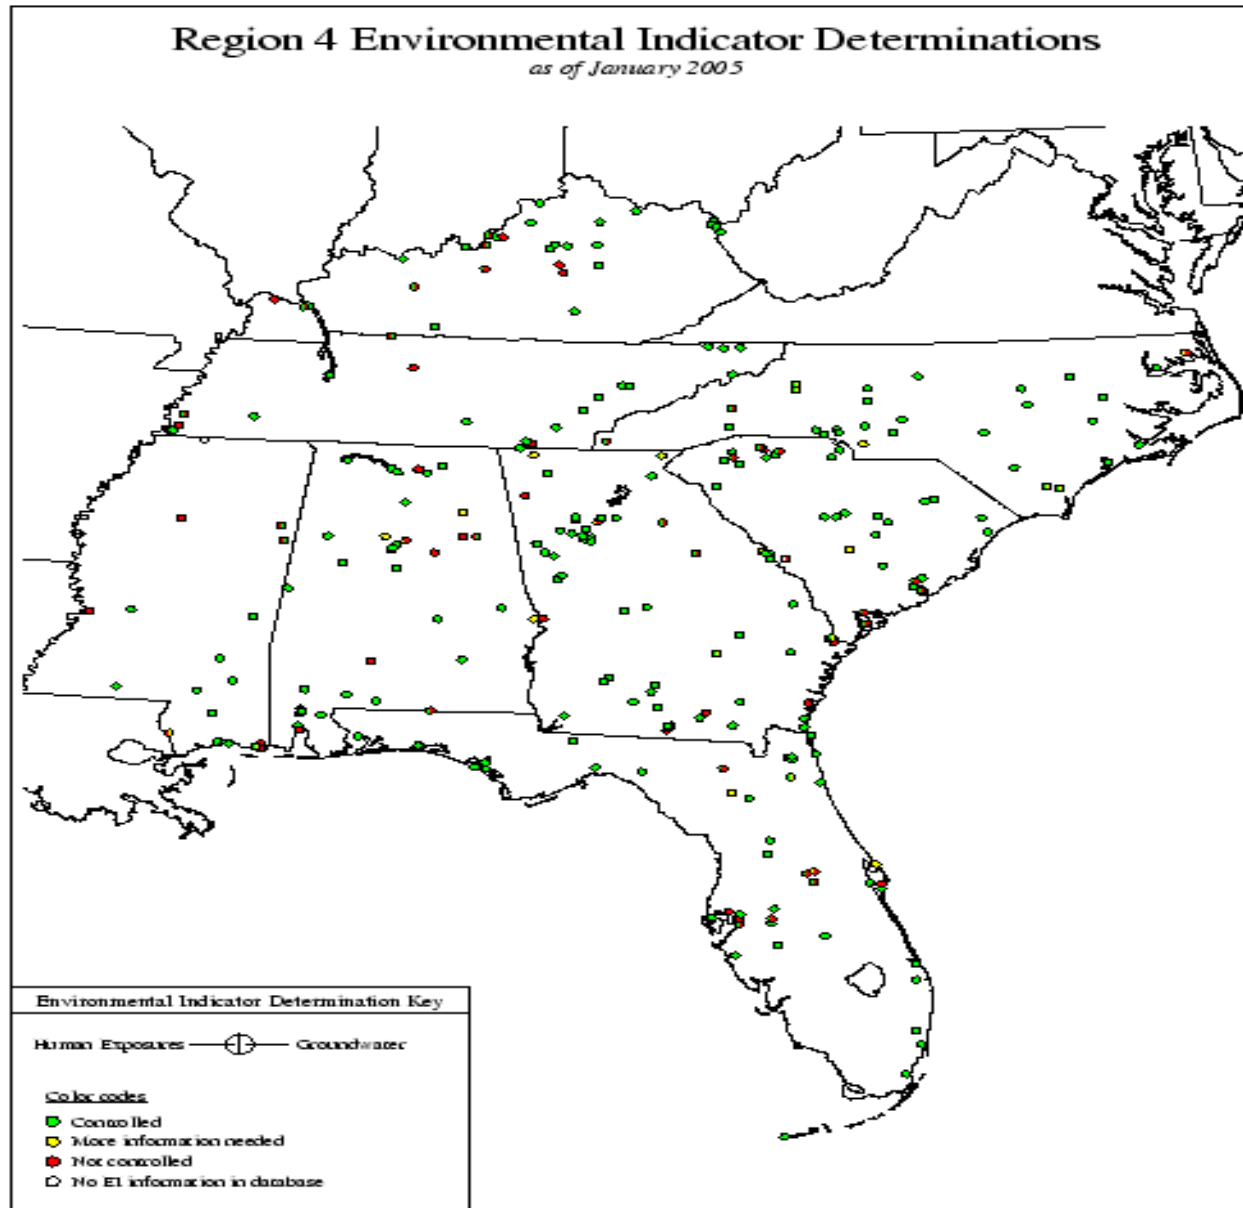 Region 4 Environmental Indicator Determinations
as of January 2005
Environmental Indicator Determination Key
Human Exposures Groundwater
Color codes
Controlled
More information needed
Not controlled
No EI information in database